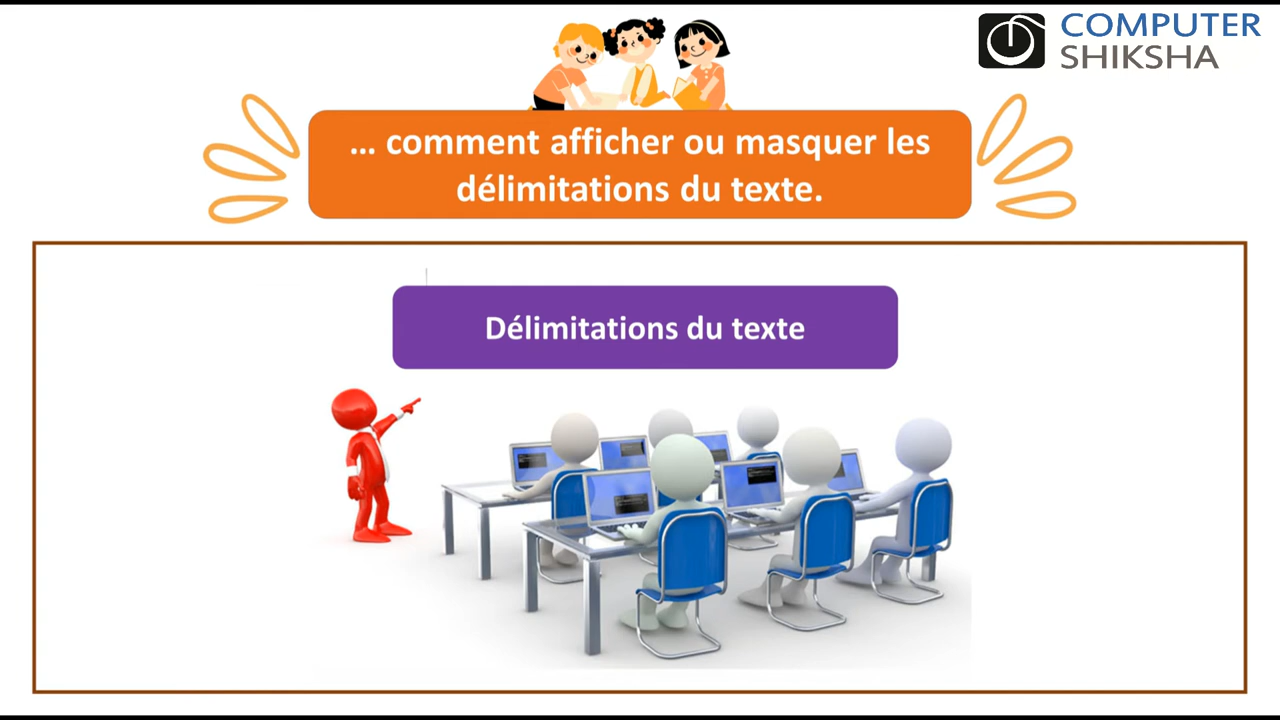 COMPUTER
SHIKSHA
... comment afficher ou masquer les
délimitations du texte.
Délimitations du texte